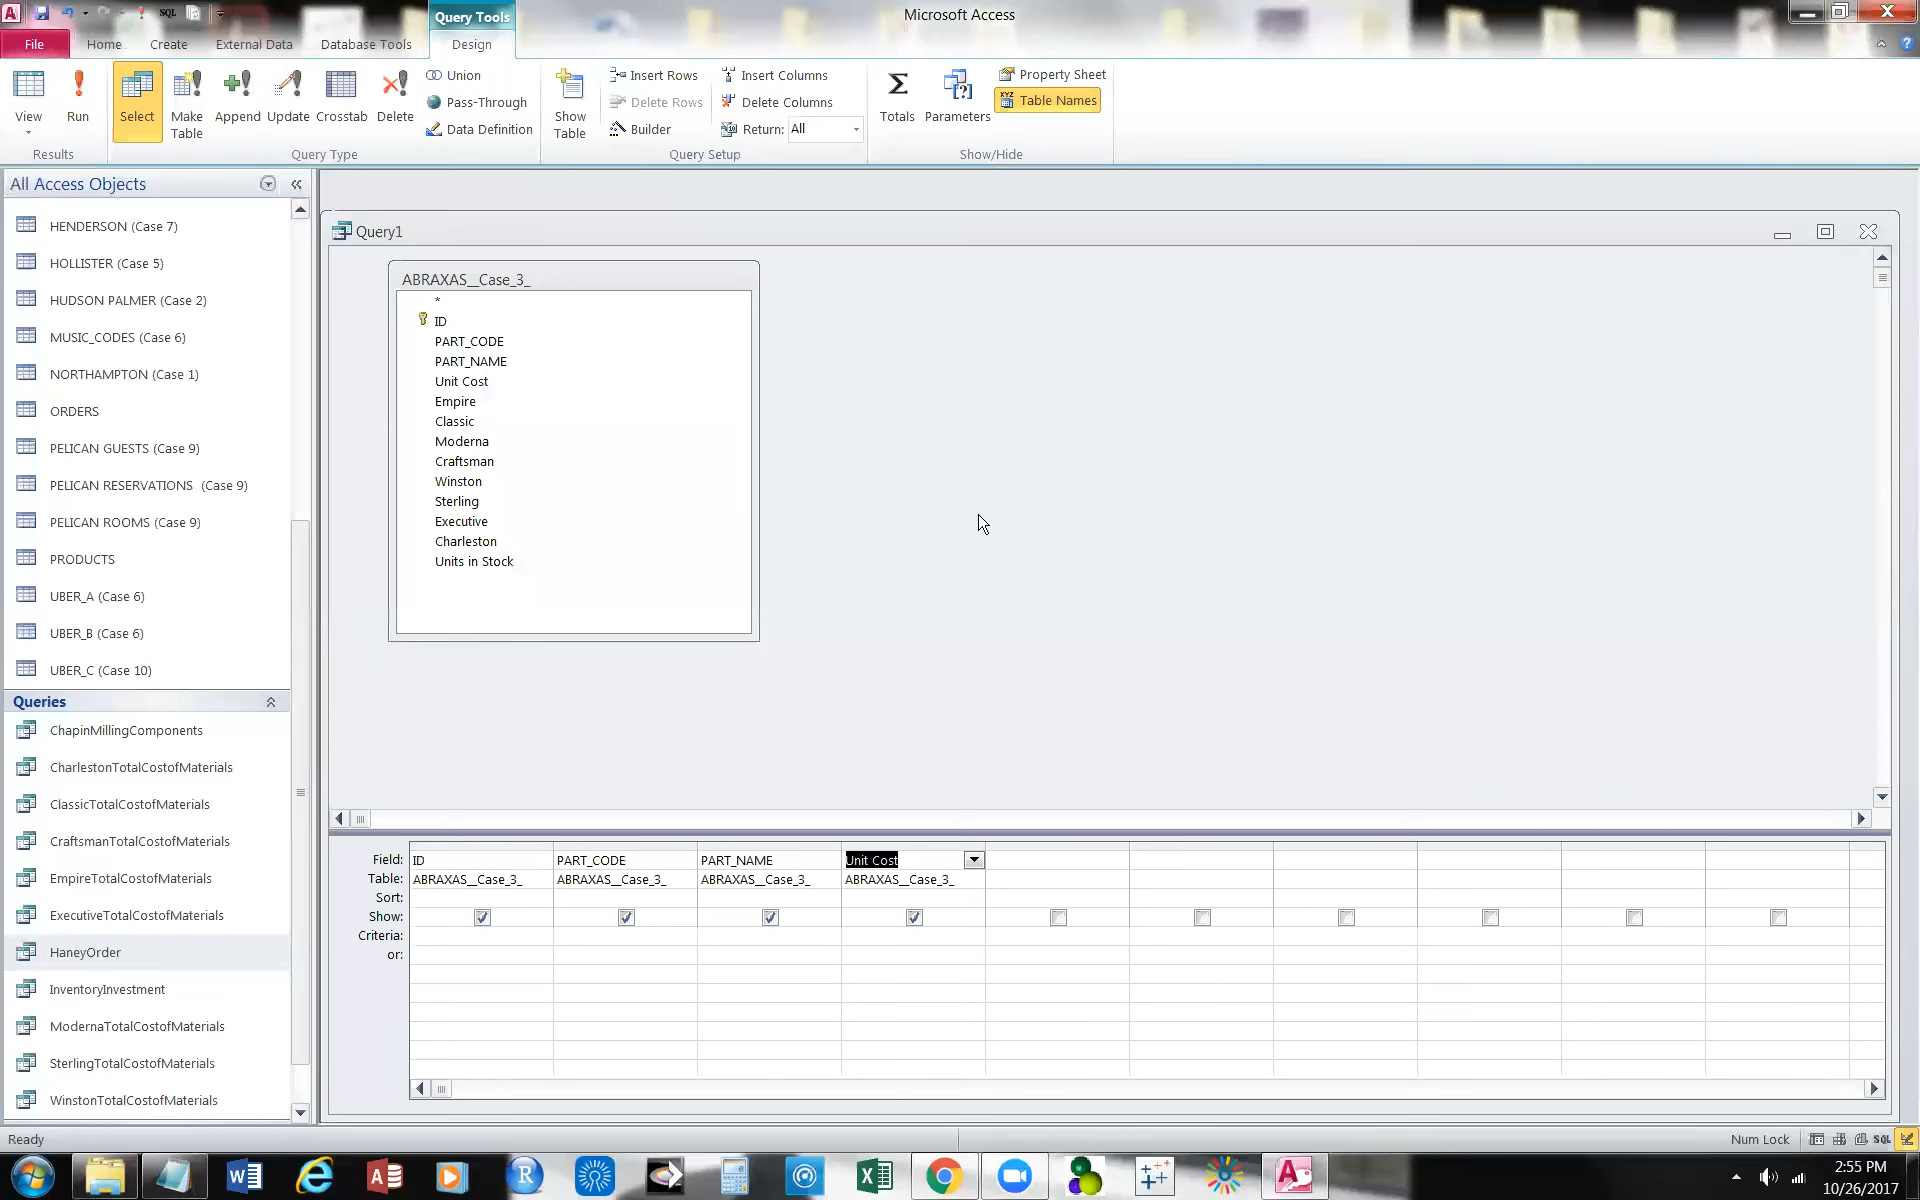 SQL
Query Tools
Microsoft Access
File
Home
Create
External Data
Database Tools
Design
View
Run
Select
Make Table
Append
Update
Crosstab
Delete
Union
Pass-Through
Data Definition
Show Table
Insert Rows
Delete Rows
Builder
Insert Columns
Delete Columns
Return: All
Totals
Parameters
Property Sheet
Table Names
Results
Query Type
Query Setup
Show/Hide
All Access Objects
HENDERSON (Case 7)
HOLLISTER (Case 5)
HUDSON PALMER (Case 2)
MUSIC_CODES (Case 6)
NORTHAMPTON (Case 1)
ORDERS
PELICAN GUESTS (Case 9)
PELICAN RESERVATIONS (Case 9)
PELICAN ROOMS (Case 9)
PRODUCTS
UBER_A (Case 6)
UBER_B (Case 6)
UBER_C (Case 10)
Queries
ChapinMillingComponents
CharlestonTotalCostofMaterials
ClassicTotalCostofMaterials
CraftsmanTotalCostofMaterials
EmpireTotalCostofMaterials
ExecutiveTotalCostofMaterials
HaneyOrder
InventoryInvestment
ModernaTotalCostofMaterials
SterlingTotalCostofMaterials
WinstonTotalCostofMaterials
Query1
ABRAXAS__Case_3_
*
ID
PART_CODE
PART_NAME
Unit Cost
Empire
Classic
Moderna
Craftsman
Winston
Sterling
Executive
Charleston
Units in Stock
Field: ID PART_CODE PART_NAME Unit Cost
Table: ABRAXAS__Case_3_ ABRAXAS__Case_3_ ABRAXAS__Case_3_ ABRAXAS__Case_3_
Sort:
Show:
Criteria:
or:
Ready
Num Lock
SQL
2:55 PM
10/26/2017